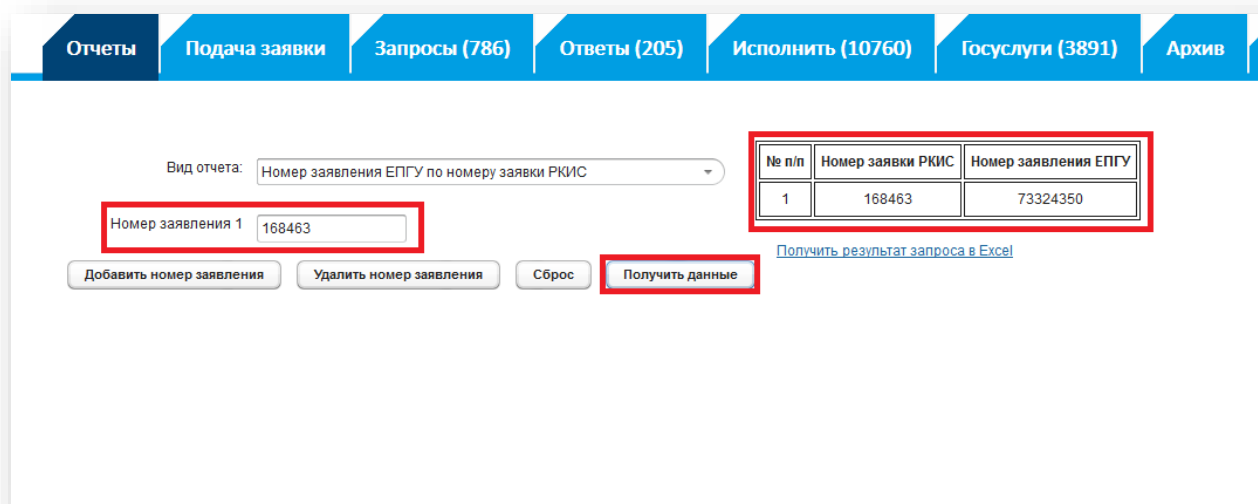 Отчеты
Подача заявки
Запросы (786)
Ответы (205)
Исполнить (10760)
Госуслуги (3891)
Архив
Вид отчета: Номер заявления ЕПГУ по номеру заявки РКИС
Номер заявления 1 168463
Добавить номер заявления
Удалить номер заявления
Сброс
Получить данные
№ п/п Номер заявки РКИС Номер заявления ЕПГУ
1 168463 73324350
Получить результат запроса в Excel